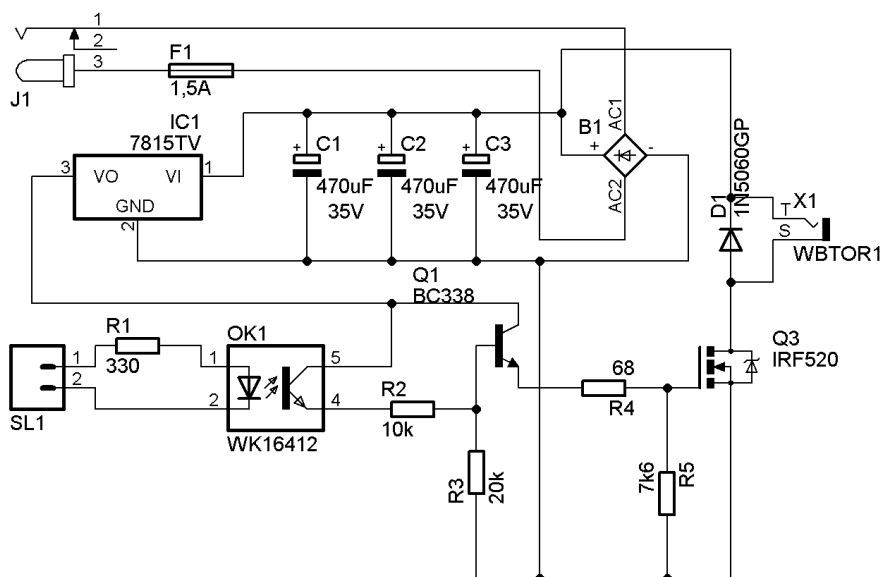 1
2
3
J1
F1
1,5A
IC1
7815TV
3
VO
VI
1
GND
2
+
C1
470uF
35V
+
C2
470uF
35V
+
C3
470uF
35V
B1
+
-
AC1
AC2
D1
1N5060GP
X1
T
S
WBTOR1
Q1
BC338
R1
330
1
2
SL1
OK1
1
2
5
4
WK16412
R2
10k
R3
20k
68
R4
7k6
R5
Q3
IRF520